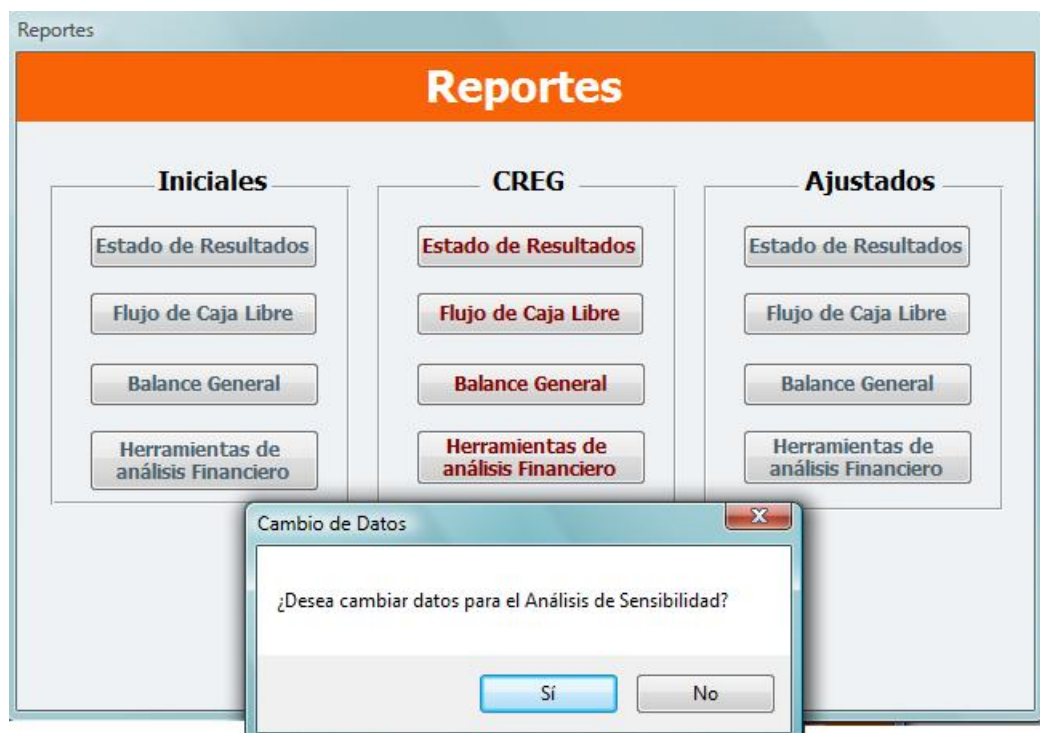 Reportes
Reportes
Iniciales
Estado de Resultados
Flujo de Caja Libre
Balance General
Herramientas de
análisis Financiero
CREG
Estado de Resultados
Flujo de Caja Libre
Balance General
Herramientas de
análisis Financiero
Ajustados
Estado de Resultados
Flujo de Caja Libre
Balance General
Herramientas de
análisis Financiero
Cambio de Datos
¿Desea cambiar datos para el Análisis de Sensibilidad?
Sí
No